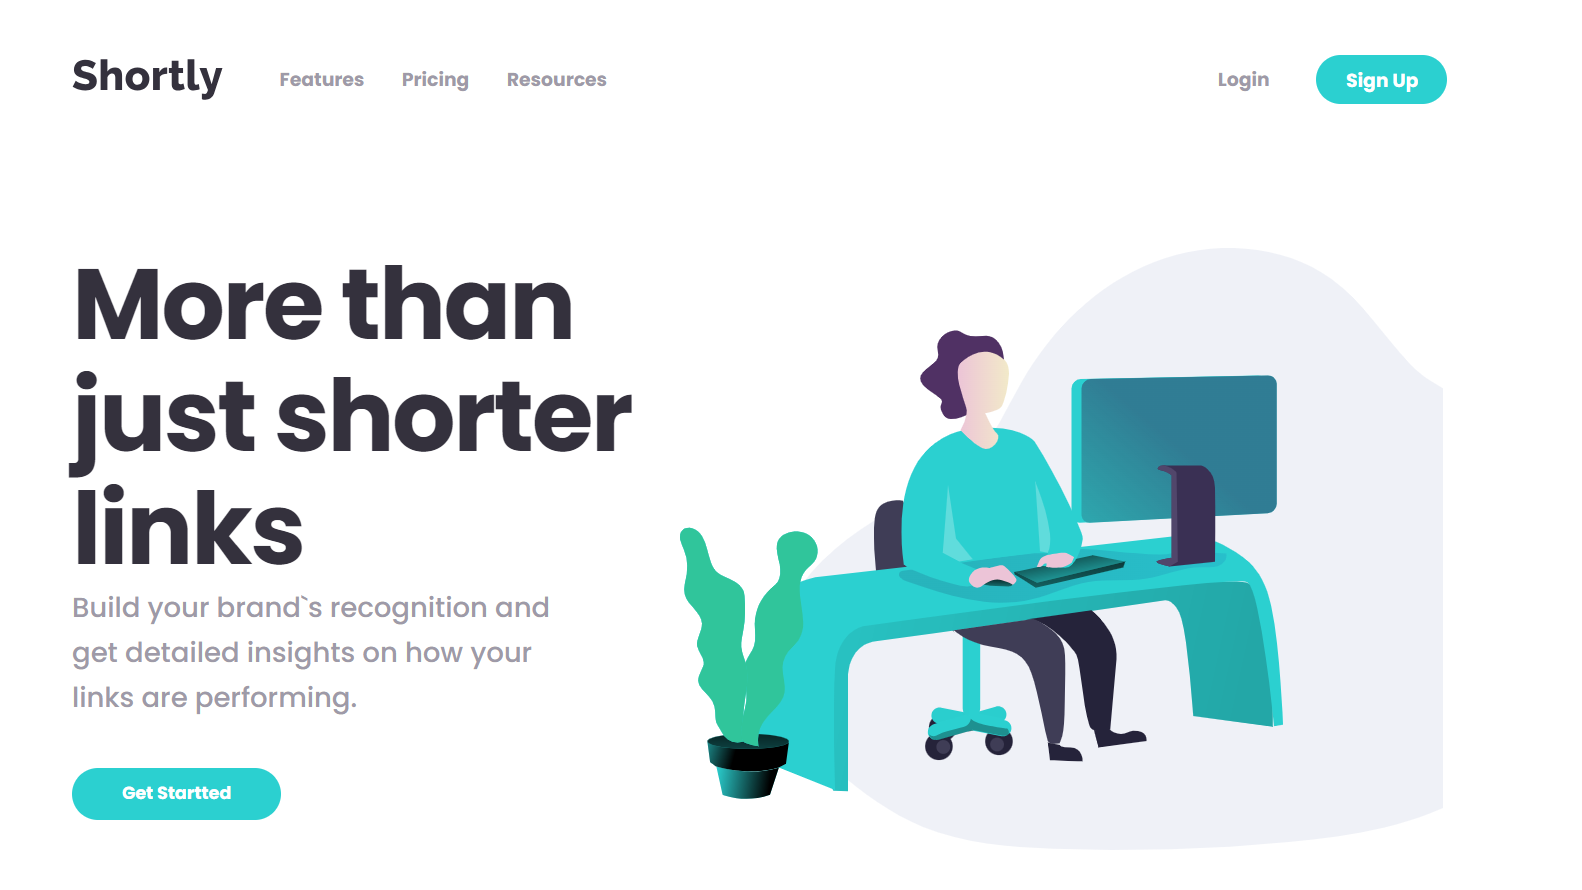 Shortly Features Pricing Resources Login Sign Up
More than
just shorter
links
Build your brand`s recognition and
get detailed insights on how your
links are performing.
Get Startted